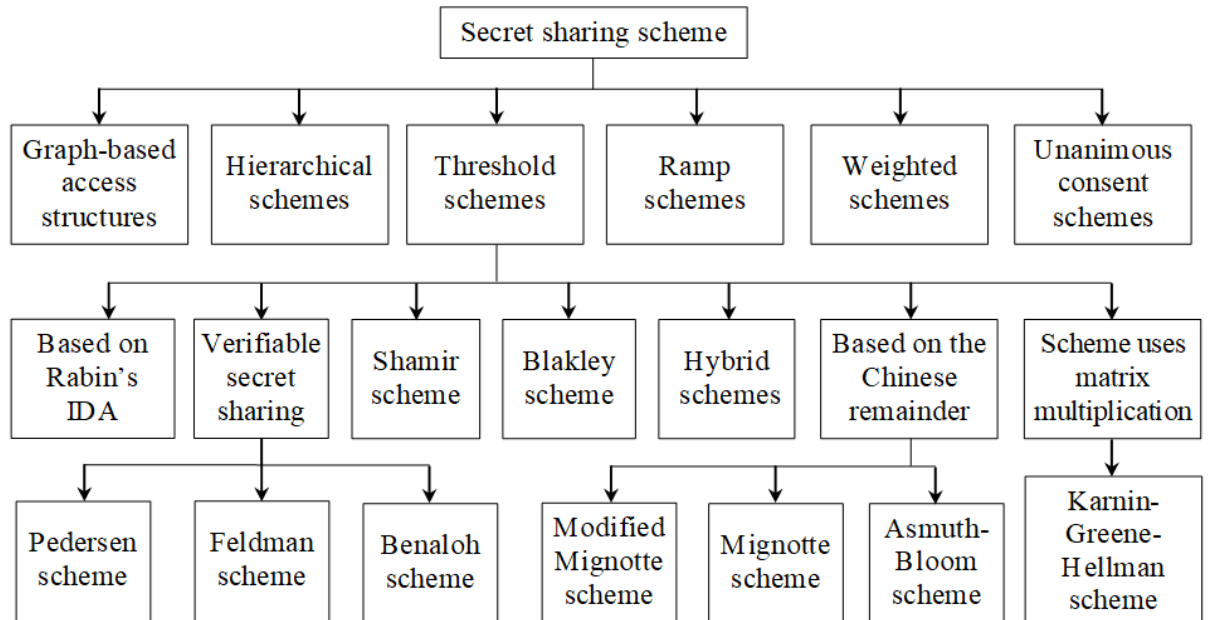 Secret sharing scheme
Graph-based
access
structures
Hierarchical
schemes
Threshold
schemes
Ramp
schemes
Weighted
schemes
Unanimous
consent
schemes
Based on
Rabin's
IDA
Verifiable
secret
sharing
Shamir
scheme
Blakley
scheme
Hybrid
schemes
Based on the
Chinese
remainder
Scheme uses
matrix
multiplication
Pedersen
scheme
Feldman
scheme
Benaloh
scheme
Modified
Mignotte
scheme
Mignotte
scheme
Asmuth-
Bloom
scheme
Karnin-
Greene-
Hellman
scheme